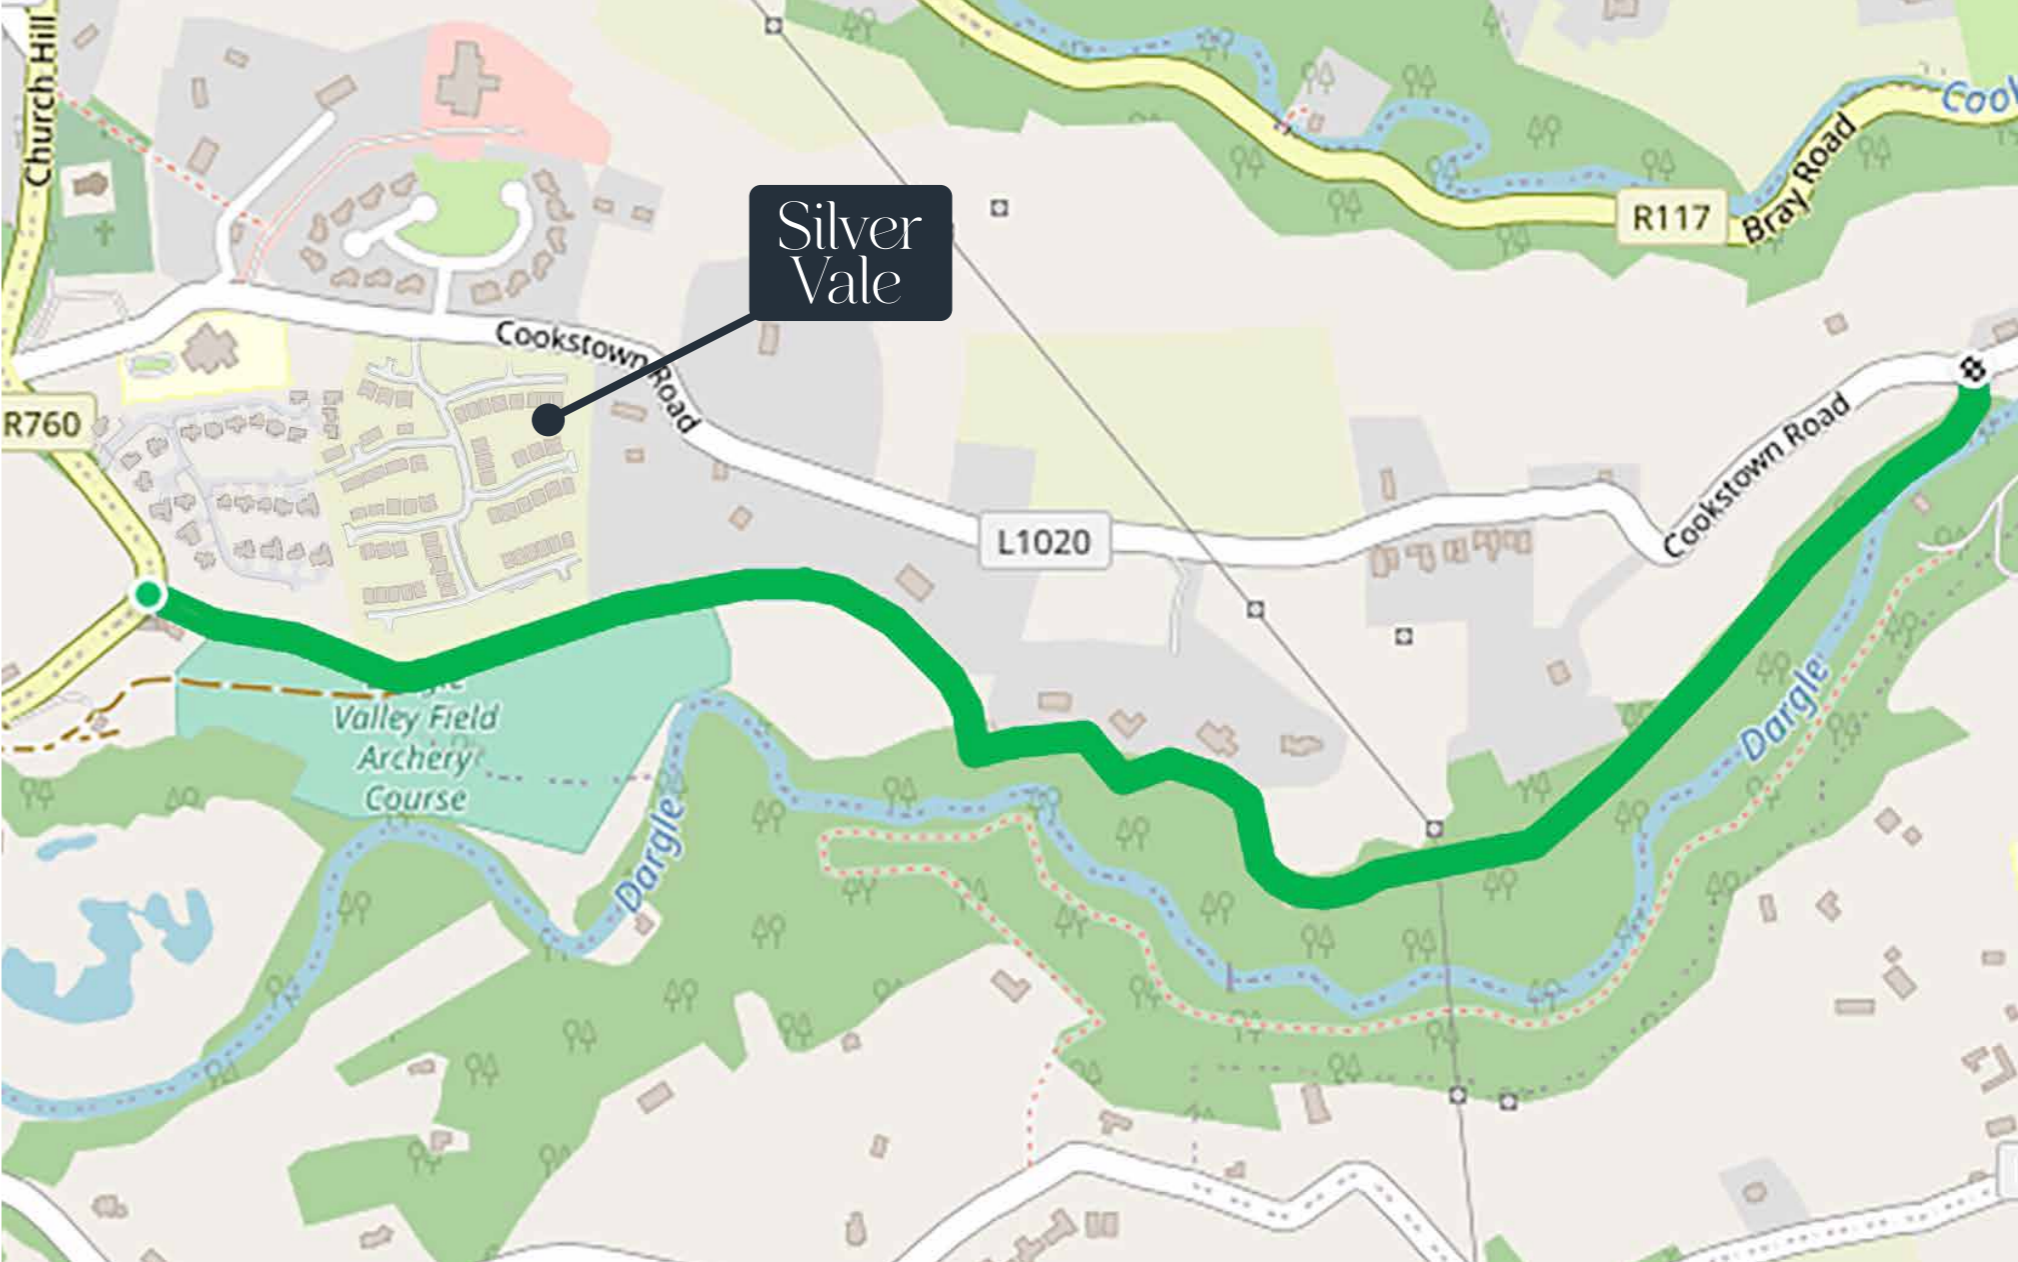 Church Hill
Cool
Silver
Vale
R117
Bray Road
Cookstown Road
R760
Cookstown Road
L1020
Valley Field
Archery
Course
Dargle
Dargle